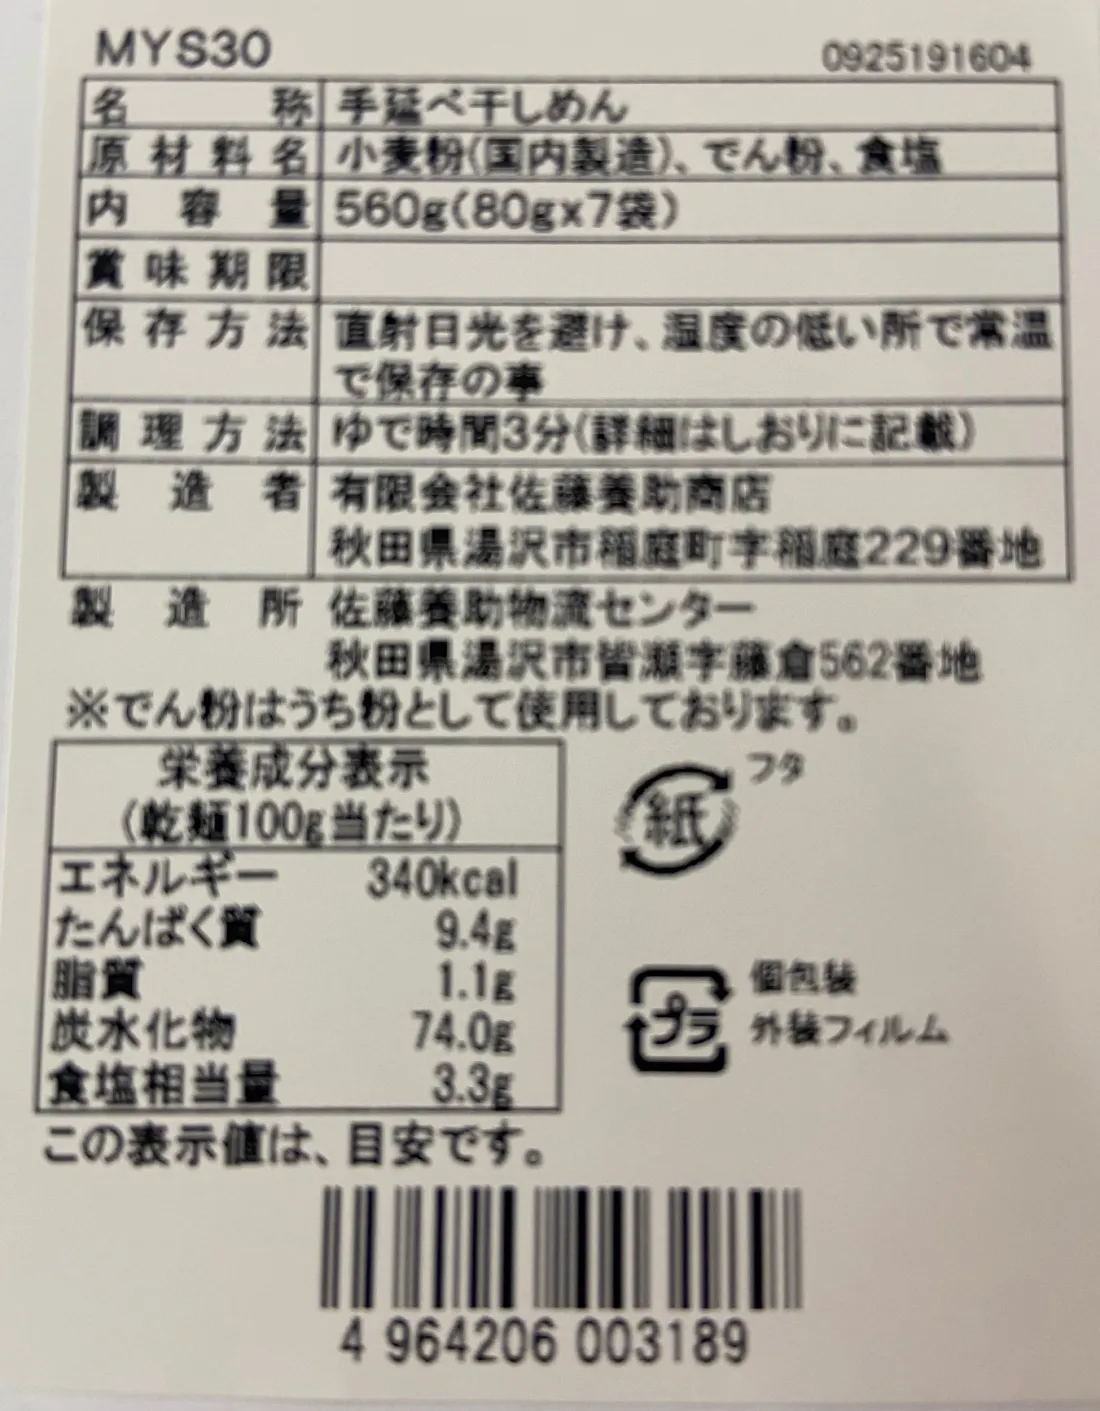 MYS30 0925191604
名称 手延べ干しめん
原材料名 小麦粉(国内製造)、でん粉、食塩
内容量 560g(80gx7袋)
賞味期限
保存方法 直射日光を避け、湿度の低い所で常温
で保存の事
調理方法 ゆで時間3分(詳細はしおりに記載)
製造者 有限会社佐藤養助商店
秋田県湯沢市稲庭町字稲庭229番地
製造所 佐藤養助物流センター
秋田県湯沢市皆瀬字藤倉562番地
※でん粉はうち粉として使用しております。
栄養成分表示
(乾麺100g当たり)
エネルギー 340kcal
たんぱく質 9.4g
脂質 1.1g
炭水化物 74.0g
食塩相当量 3.3g
この表示値は、目安です。
紙 フタ
プラ 個包装
外装フィルム
4 964206 003189